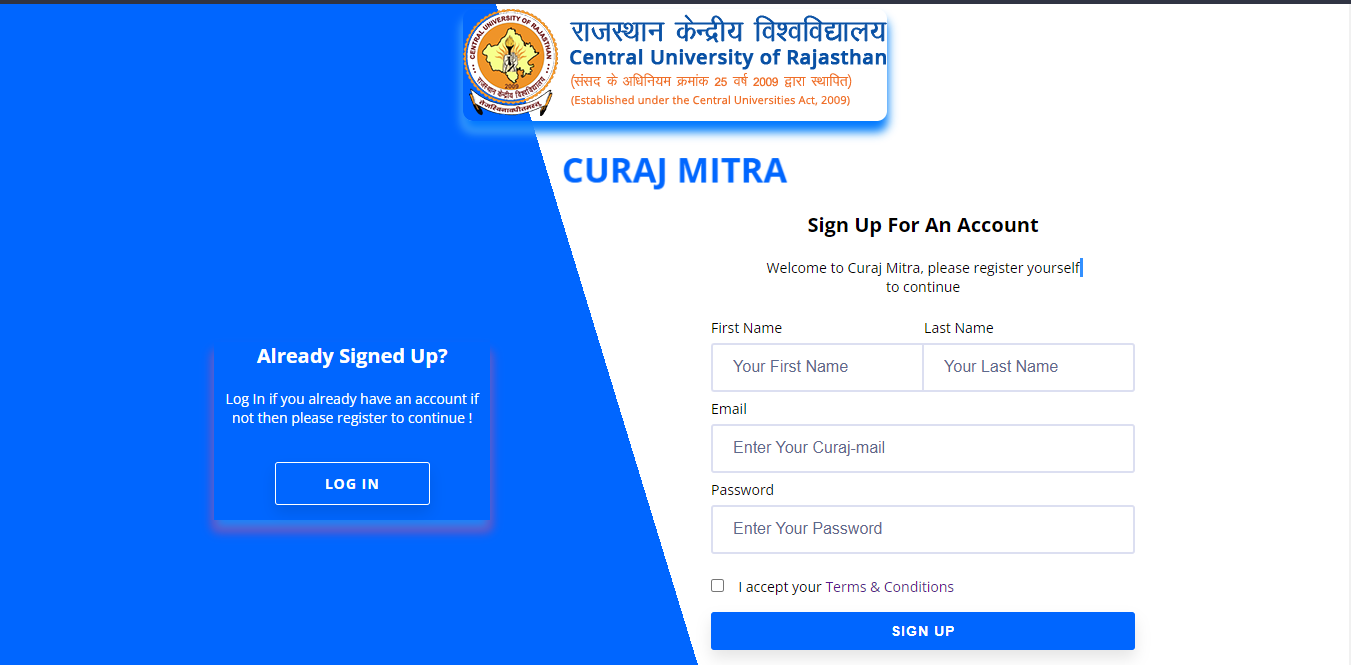 CENTRAL UNIVERSITY OF RAJASTHAN
2009
राजस्थान केन्द्रीय विश्वविद्यालय
राजस्थान केन्द्रीय विश्वविद्यालय
Central University of Rajasthan
(संसद के अधिनियम क्रमांक 25 वर्ष 2009 द्वारा स्थापित)
(Established under the Central Universities Act, 2009)
CURAJ MITRA
Sign Up For An Account
Welcome to Curaj Mitra, please register yourself
to continue
Already Signed Up?
Log In if you already have an account if
not then please register to continue !
LOG IN
First Name Last Name
Your First Name Your Last Name
Email
Enter Your Curaj-mail
Password
Enter Your Password
I accept your Terms & Conditions
SIGN UP